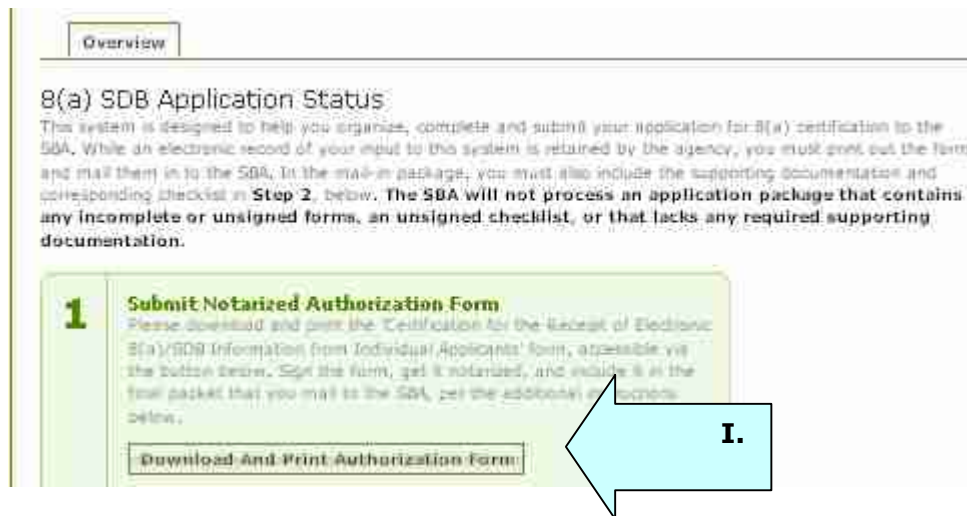 Overview
8(a) SDB Application Status
This system is designed to help you organize, complete and submit your application for 8(a) certification to the
SBA. While an electronic record of your input to this system is retained by the agency, you must print out the form
and mail them in to the SBA. In the mail-in package, you must also include the supporting documentation and
corresponding checklist in Step 2, below. The SBA will not process an application package that contains
any incomplete or unsigned forms, an unsigned checklist, or that lacks any required supporting
documentation.
1
Submit Notarized Authorization Form
Please download and print the 'Certification for the Receipt of Electronic
8(a)/SDB Information from Individual Applicants' form, accessible via
the button below. Sign the form, get it notarized, and include it in the
final packet that you mail to the SBA, per the additional instructions
below.
I.
Download And Print Authorization Form